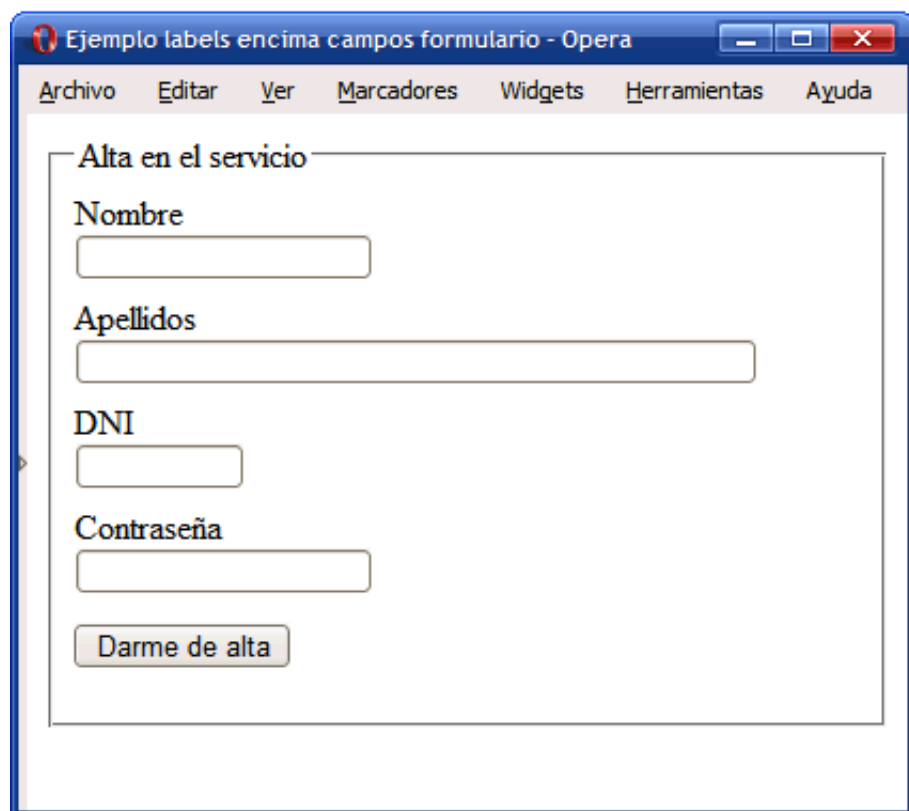 Ejemplo labels encima campos formulario - Opera
Archivo Editar Ver Marcadores Widgets Herramientas Ayuda
Alta en el servicio
Nombre
Apellidos
DNI
Contraseña
Darme de alta